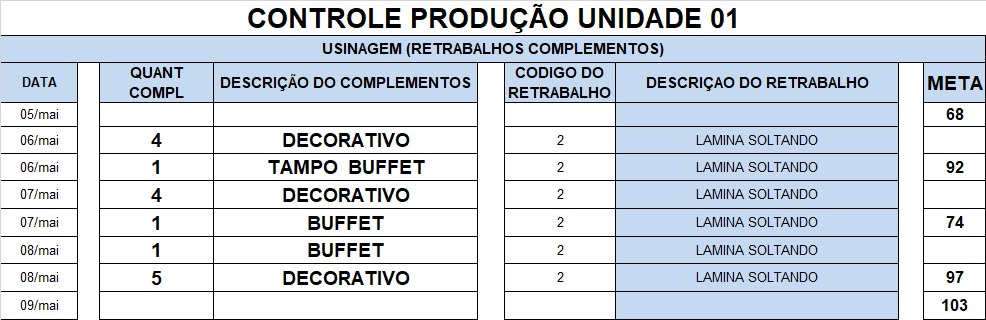 CONTROLE PRODUÇÃO UNIDADE 01
USINAGEM (RETRABALHOS COMPLEMENTOS)
DATA QUANT COMPL DESCRIÇÃO DO COMPLEMENTOS CODIGO DO RETRABALHO DESCRIÇAO DO RETRABALHO META
05/mai 68
06/mai 4 DECORATIVO 2 LAMINA SOLTANDO
06/mai 1 TAMPO BUFFET 2 LAMINA SOLTANDO 92
07/mai 4 DECORATIVO 2 LAMINA SOLTANDO
07/mai 1 BUFFET 2 LAMINA SOLTANDO 74
08/mai 1 BUFFET 2 LAMINA SOLTANDO
08/mai 5 DECORATIVO 2 LAMINA SOLTANDO 97
09/mai 103